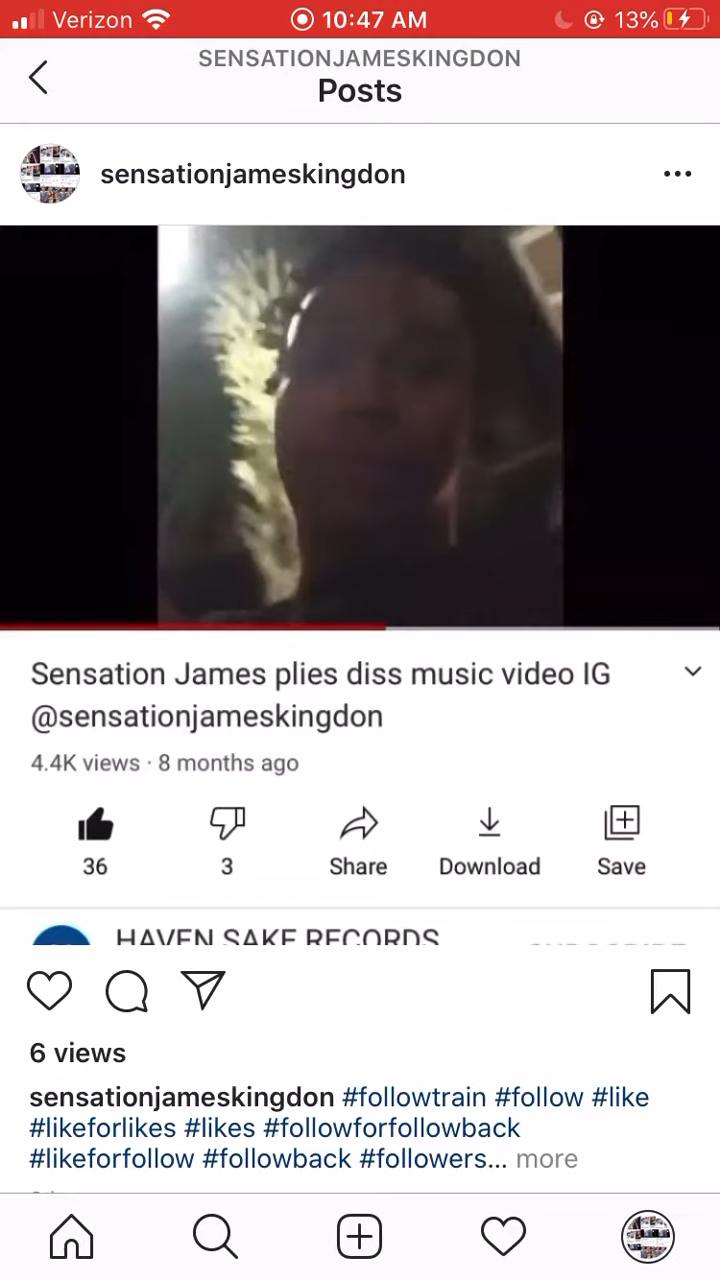 Verizon 10:47 AM 13%
SENSATIONJAMESKINGDON
Posts
sensationjameskingdon
Sensation James plies diss music video IG
@sensationjameskingdon
4.4K views · 8 months ago
36 3 Share Download Save
HAVEN SAKE RECORDS
6 views
sensationjameskingdon #followtrain #follow #like
#likeforlikes #likes #followforfollowback
#likeforfollow #followback #followers... more